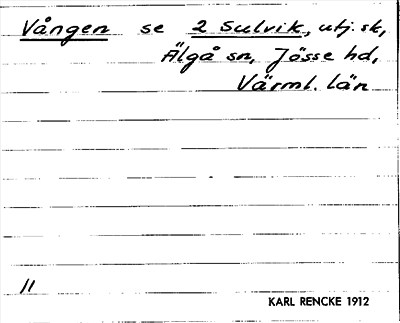 Vången se 2 Sulvik, utj. sk,
Älgå sn, Jösse hd,
Värml. län
11
KARL RENCKE 1912